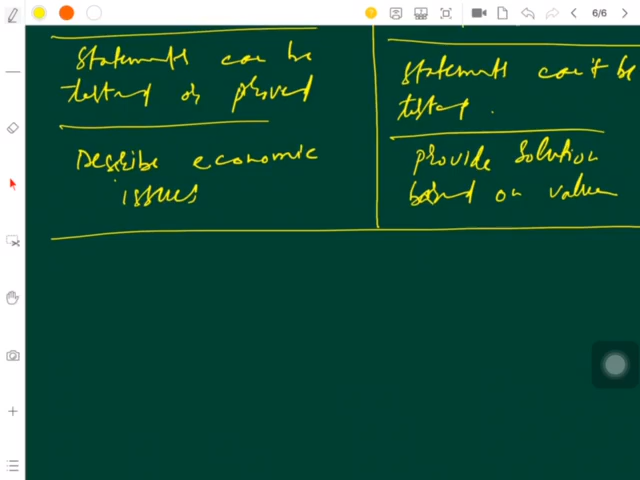 6/6
Statements can be
tested or proved
Describe economic
issues
Statements can't be
tested.
Provide Solution
based on values